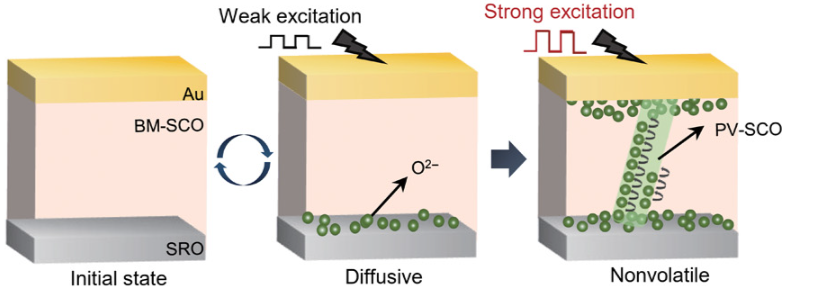 Weak excitation
Strong excitation
Au
BM-SCO
PV-SCO
O²⁻
SRO
Initial state
Diffusive
Nonvolatile